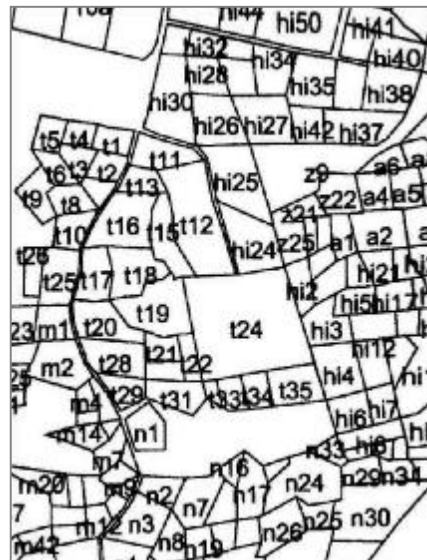 hi44 hi50 hi41
hi32 hi34 hi40
hi28 hi35 hi38
hi30
hi26 hi27 hi42 hi37
t5 t4 t1
t6 t3 t2 t11 z9 a6
t9 t13 hi25 z22 a4 a5
t8
t10 t16 t15 t12 z21
hi24 z25 a1 a2
t25 t17 t18 hi21
hi2
t19 hi5 hi17
23 m1 t20 t24 hi3
t21 hi12
m2 t28 t22 hi4
t29 t31 t33 t34 t35
m4 hi6 hi7
m14 n1
m7 n33 hi8
m20 n16 n29 n34
m9 n2 n7 n17 n24
m12 n3 n25 n30
m42 n8 n19 n26